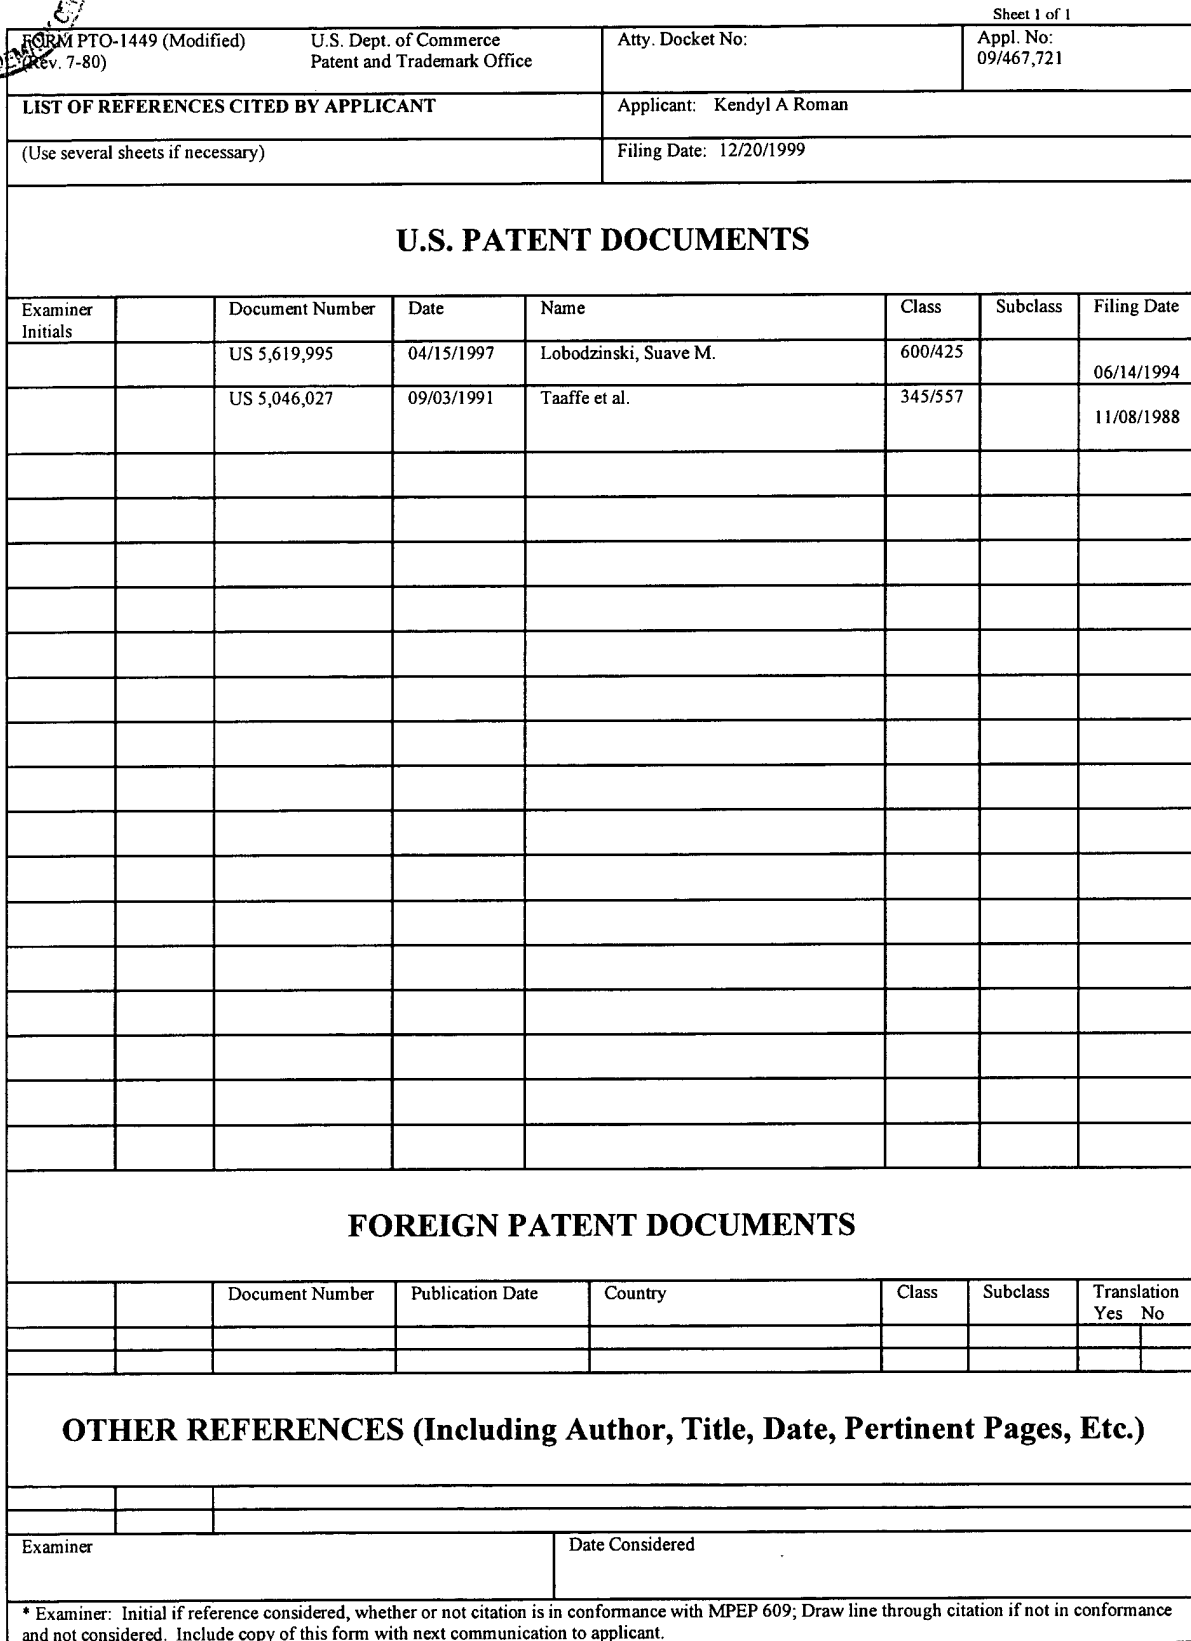 Sheet 1 of 1
FORM PTO-1449 (Modified) U.S. Dept. of Commerce Atty. Docket No: Appl. No:
(Rev. 7-80) Patent and Trademark Office 09/467,721
LIST OF REFERENCES CITED BY APPLICANT Applicant: Kendyl A Roman
(Use several sheets if necessary) Filing Date: 12/20/1999
U.S. PATENT DOCUMENTS
Examiner Document Number Date Name Class Subclass Filing Date
Initials
US 5,619,995 04/15/1997 Lobodzinski, Suave M. 600/425
06/14/1994
US 5,046,027 09/03/1991 Taaffe et al. 345/557
11/08/1988
FOREIGN PATENT DOCUMENTS
Document Number Publication Date Country Class Subclass Translation
Yes No
OTHER REFERENCES (Including Author, Title, Date, Pertinent Pages, Etc.)
Examiner Date Considered
* Examiner: Initial if reference considered, whether or not citation is in conformance with MPEP 609; Draw line through citation if not in conformance
and not considered. Include copy of this form with next communication to applicant.